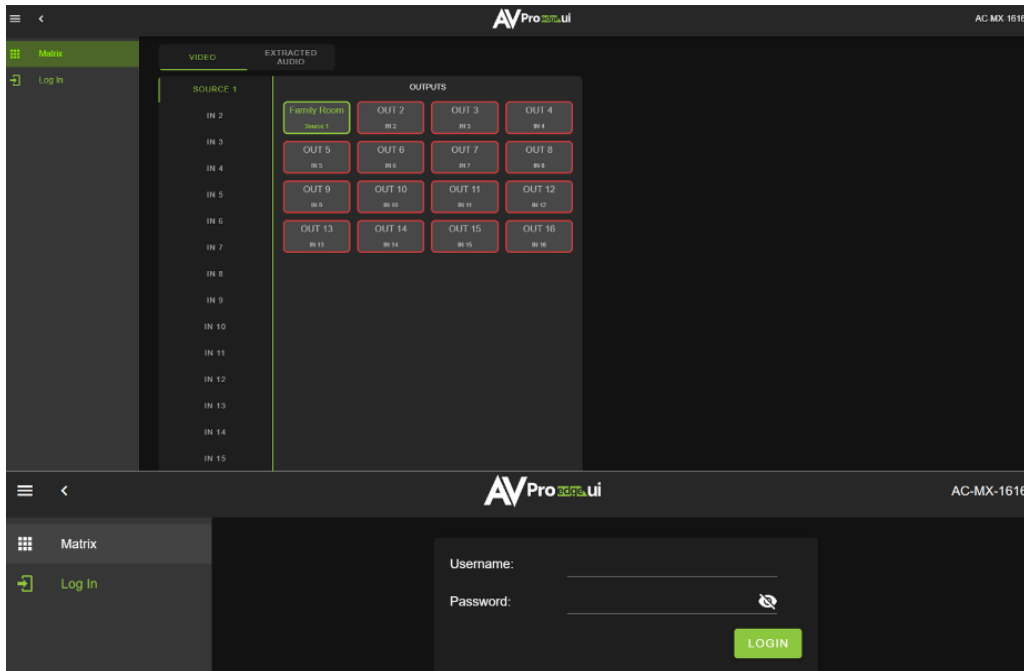 AVPro edge.ui
AC-MX-1616
Matrix
Log In
VIDEO
EXTRACTED
AUDIO
SOURCE 1
IN 2
IN 3
IN 4
IN 5
IN 6
IN 7
IN 8
IN 9
IN 10
IN 11
IN 12
IN 13
IN 14
IN 15
OUTPUTS
Family Room
Source 1
OUT 2
IN 2
OUT 3
IN 3
OUT 4
IN 4
OUT 5
IN 5
OUT 6
IN 6
OUT 7
IN 7
OUT 8
IN 8
OUT 9
IN 9
OUT 10
IN 10
OUT 11
IN 11
OUT 12
IN 12
OUT 13
IN 13
OUT 14
IN 14
OUT 15
IN 15
OUT 16
IN 16
AVPro edge.ui
AC-MX-1616
Matrix
Log In
Username:
Password:
LOGIN